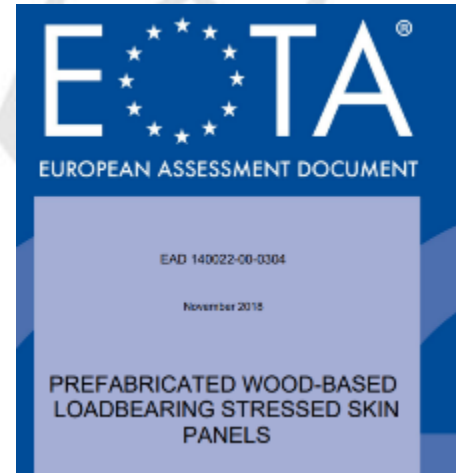 EOTA®
EUROPEAN ASSESSMENT DOCUMENT
EAD 140022-00-0304
November 2018
PREFABRICATED WOOD-BASED
LOADBEARING STRESSED SKIN
PANELS